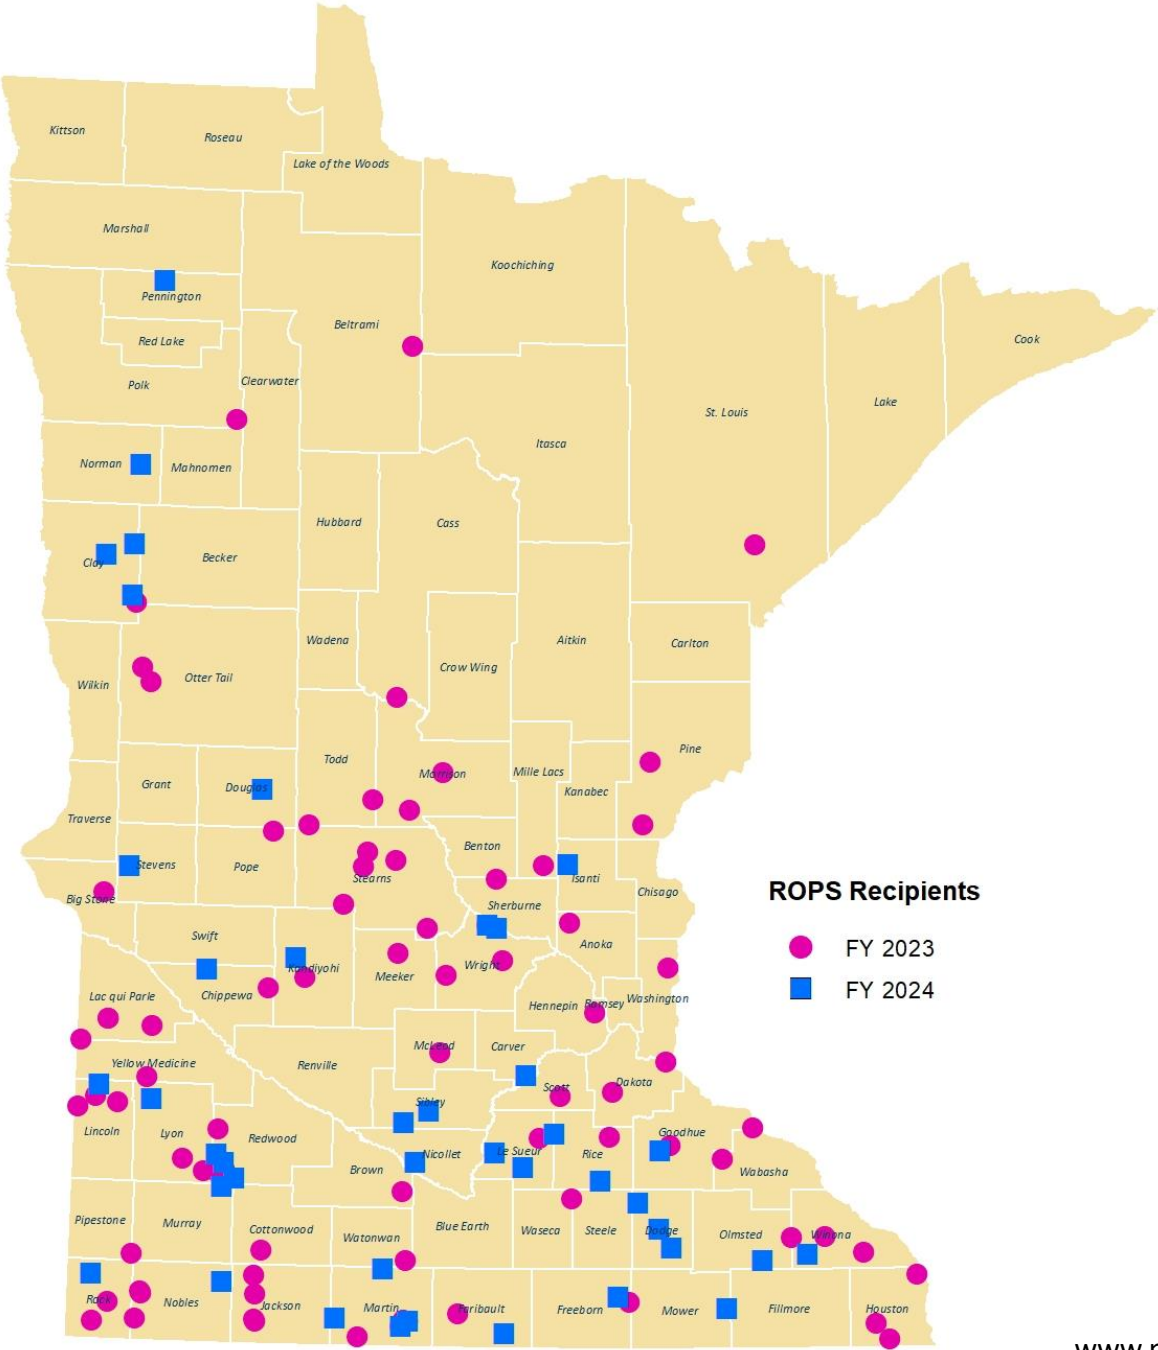 Kittson
Roseau
Lake of the Woods
Marshall
Koochiching
Pennington
Beltrami
Red Lake
Cook
Polk
Clearwater
Lake
St. Louis
Itasca
Norman
Mahnomen
Hubbard
Cass
Clay
Becker
Wadena
Aitkin
Carlton
Crow Wing
Wilkin
Otter Tail
Pine
Todd
Morrison
Mille Lacs
Grant
Douglas
Kanabec
Traverse
Benton
Stevens
Pope
Stearns
Isanti
Chisago
ROPS Recipients
Big Stone
Sherburne
Swift
Anoka
FY 2023
Kandiyohi
Meeker
Wright
FY 2024
Lac qui Parle
Chippewa
Hennepin
Ramsey
Washington
McLeod
Carver
Yellow Medicine
Renville
Scott
Dakota
Sibley
Lincoln
Lyon
Redwood
Goodhue
Nicollet
Le Sueur
Rice
Brown
Wabasha
Pipestone
Murray
Cottonwood
Watonwan
Blue Earth
Waseca
Steele
Dodge
Olmsted
Winona
Rock
Nobles
Jackson
Martin
Faribault
Freeborn
Mower
Fillmore
Houston